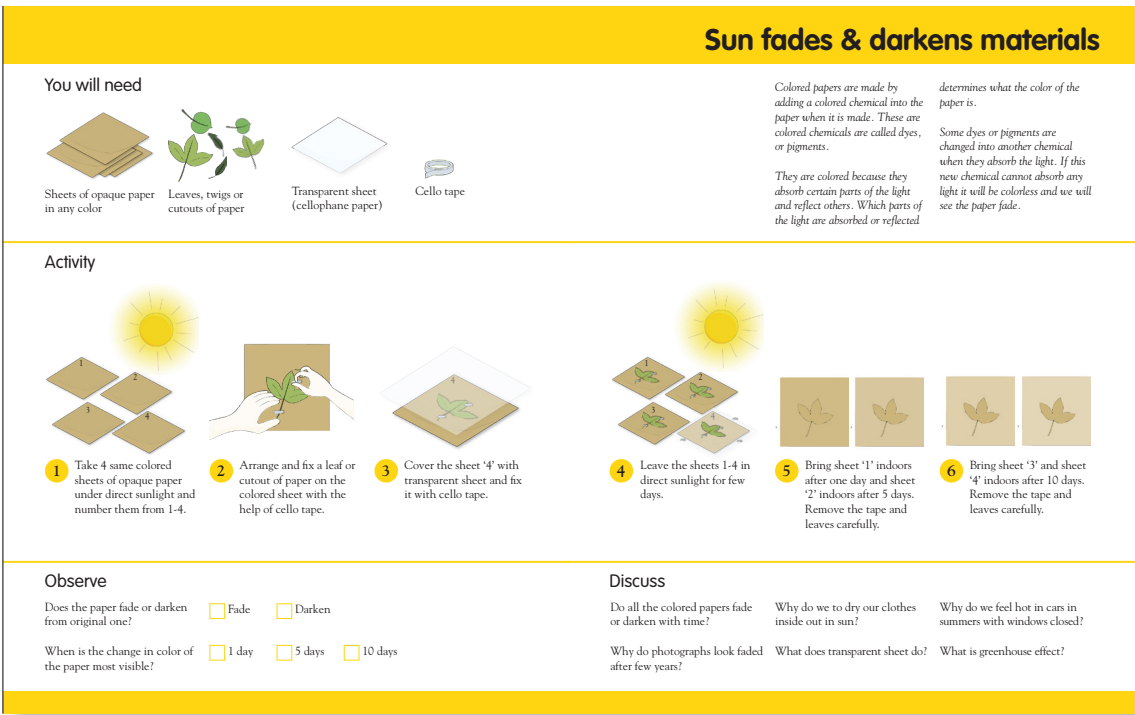 Sun fades & darkens materials
You will need
Sheets of opaque paper
in any color
Leaves, twigs or
cutouts of paper
Transparent sheet
(cellophane paper)
Cello tape
Colored papers are made by
adding a colored chemical into the
paper when it is made. These are
colored chemicals are called dyes,
or pigments.
They are colored because they
absorb certain parts of the light
and reflect others. Which parts of
the light are absorbed or reflected
determines what the color of the
paper is.
Some dyes or pigments are
changed into another chemical
when they absorb the light. If this
new chemical cannot absorb any
light it will be colorless and we will
see the paper fade.
Activity
1
2
3
4
1
Take 4 same colored
sheets of opaque paper
under direct sunlight and
number them from 1-4.
2
Arrange and fix a leaf or
cutout of paper on the
colored sheet with the
help of cello tape.
4
3
Cover the sheet ‘4’ with
transparent sheet and fix
it with cello tape.
1
2
3
4
4
Leave the sheets 1-4 in
direct sunlight for few
days.
5
Bring sheet ‘1’ indoors
after one day and sheet
‘2’ indoors after 5 days.
Remove the tape and
leaves carefully.
6
Bring sheet ‘3’ and sheet
‘4’ indoors after 10 days.
Remove the tape and
leaves carefully.
Observe
Does the paper fade or darken
from original one?
Fade
Darken
When is the change in color of
the paper most visible?
1 day
5 days
10 days
Discuss
Do all the colored papers fade
or darken with time?
Why do we to dry our clothes
inside out in sun?
Why do we feel hot in cars in
summers with windows closed?
Why do photographs look faded
after few years?
What does transparent sheet do?
What is greenhouse effect?